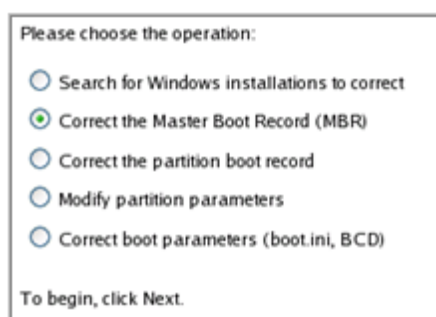 Please choose the operation:
Search for Windows installations to correct
Correct the Master Boot Record (MBR)
Correct the partition boot record
Modify partition parameters
Correct boot parameters (boot.ini, BCD)
To begin, click Next.